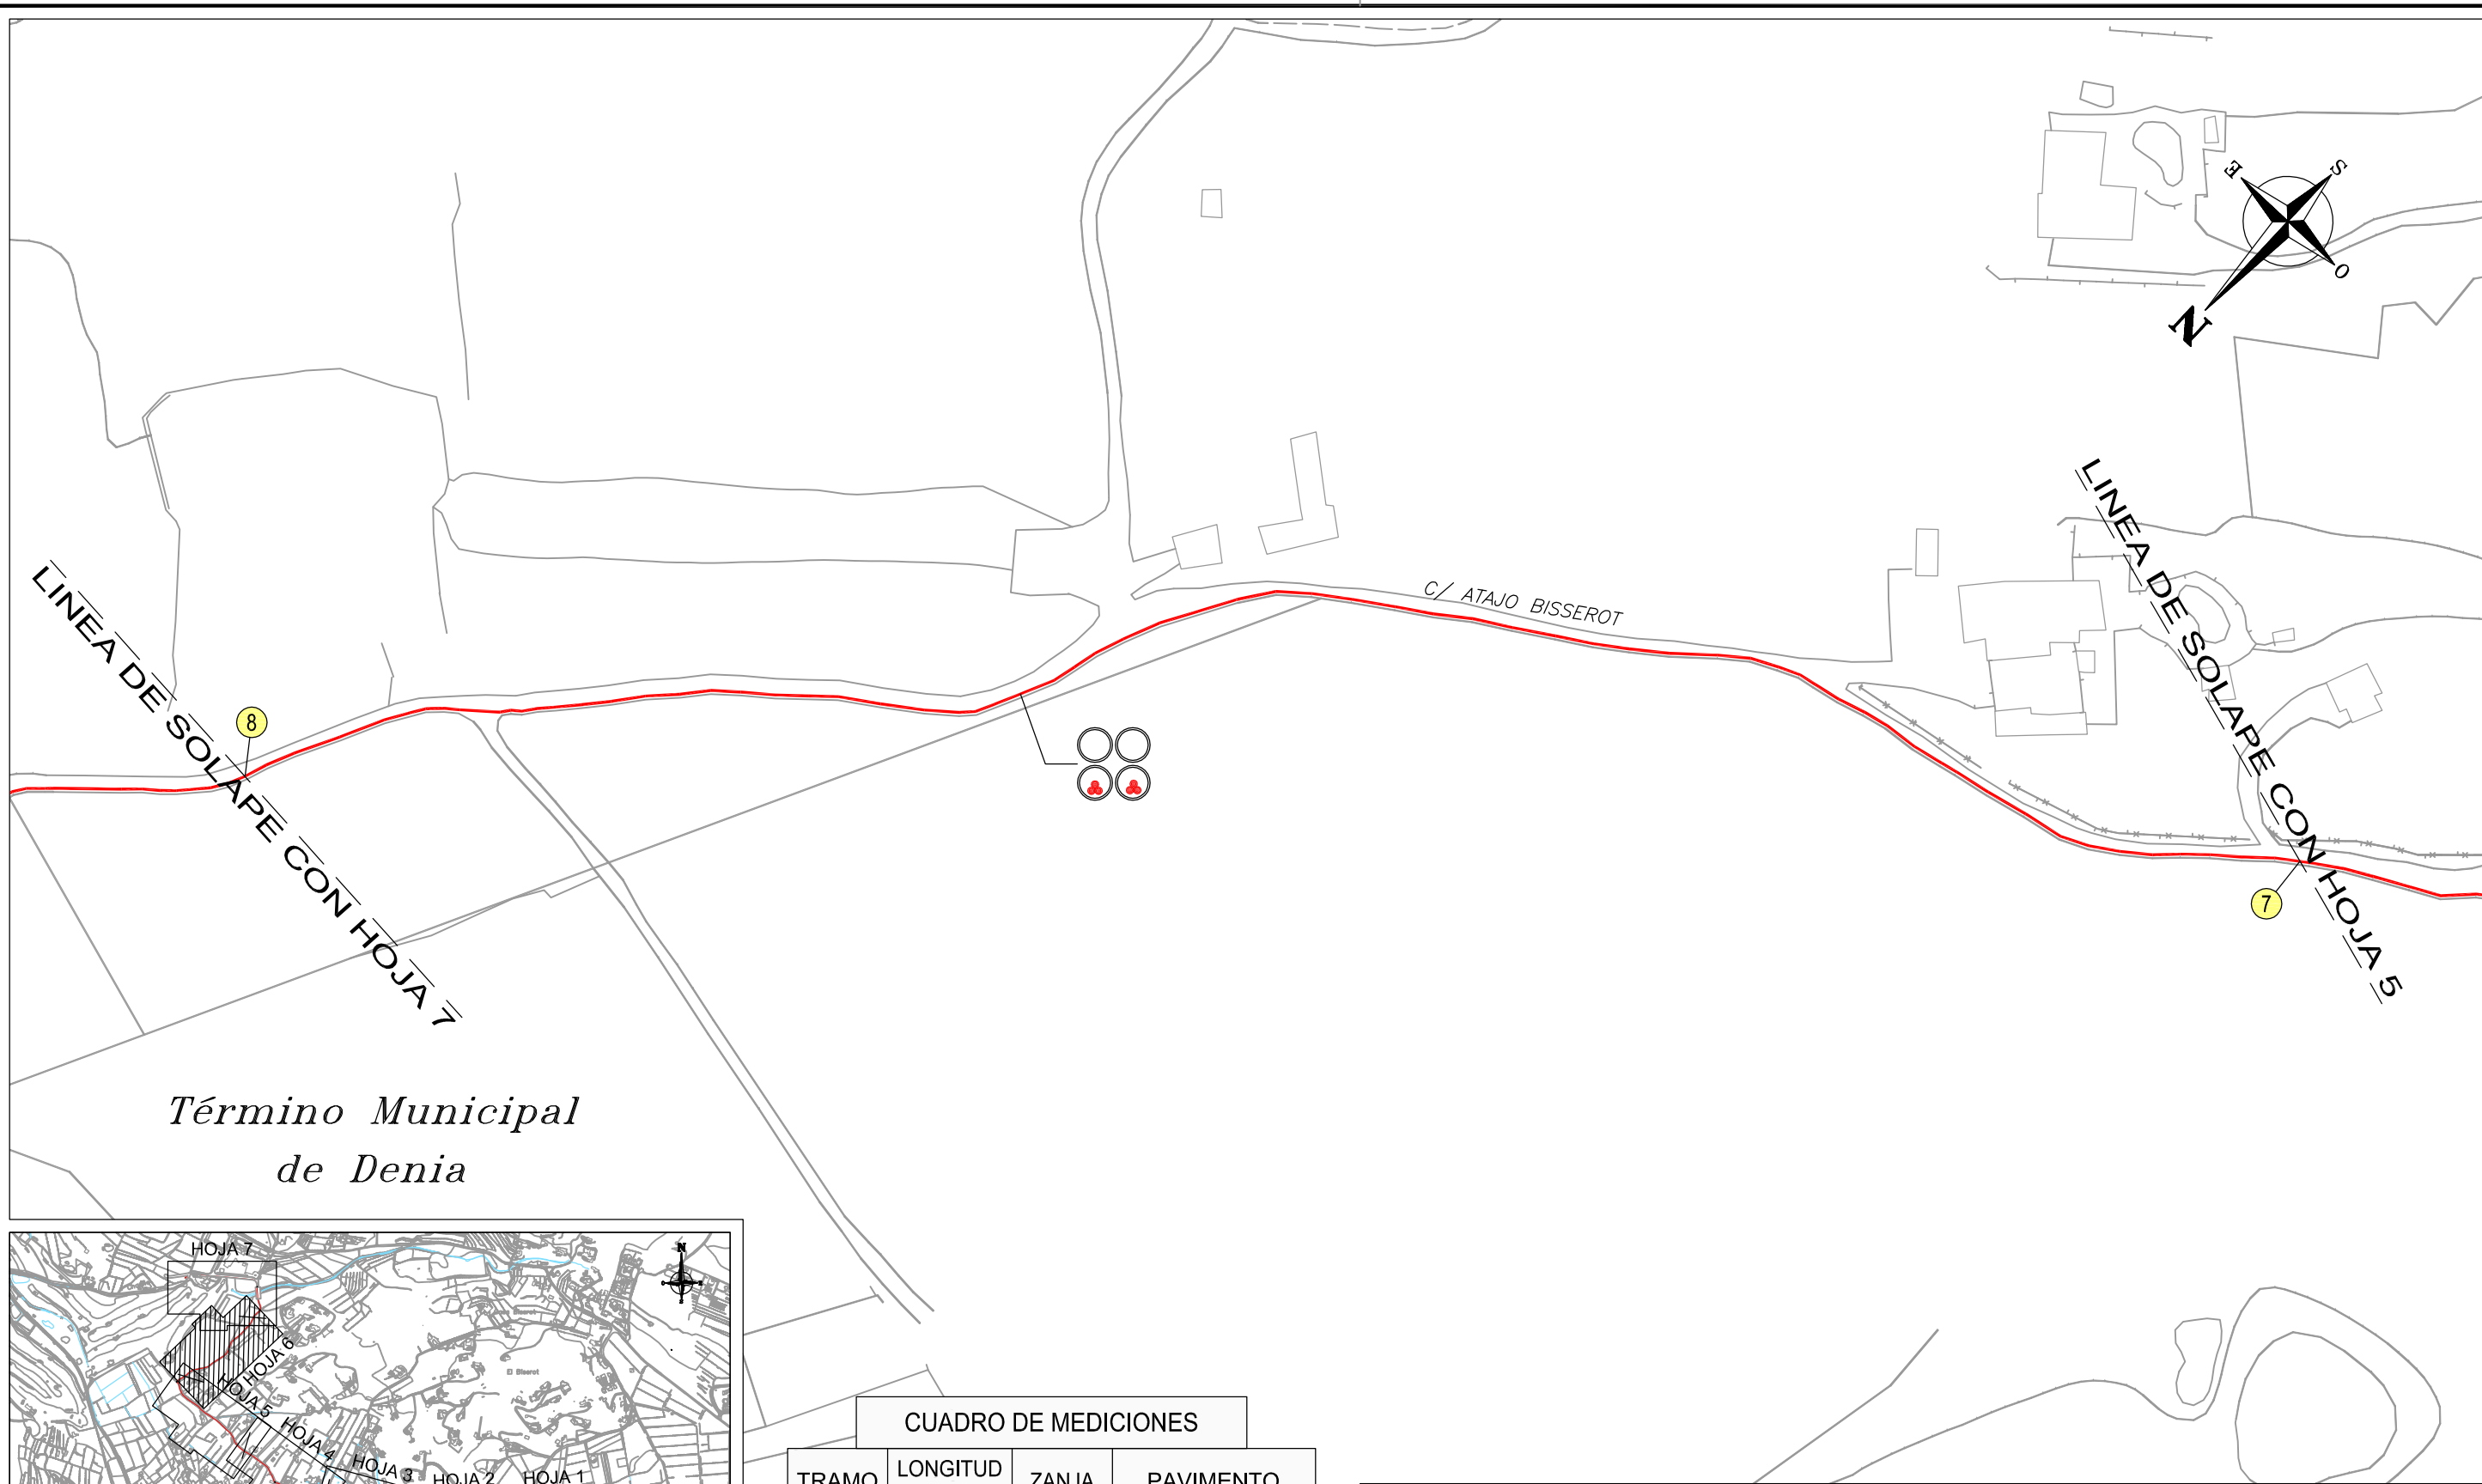 E
S
O
N
C/ ATAJO BISSEROT
LINEA DE SOLAPE CON HOJA 7
LINEA DE SOLAPE CON HOJA 5
8
7
Término Municipal
de Denia
HOJA 7
N
HOJA 6
HOJA 5
HOJA 4
HOJA 3
HOJA 2
HOJA 1
CUADRO DE MEDICIONES
TRAMO
LONGITUD
ZANJA
PAVIMENTO